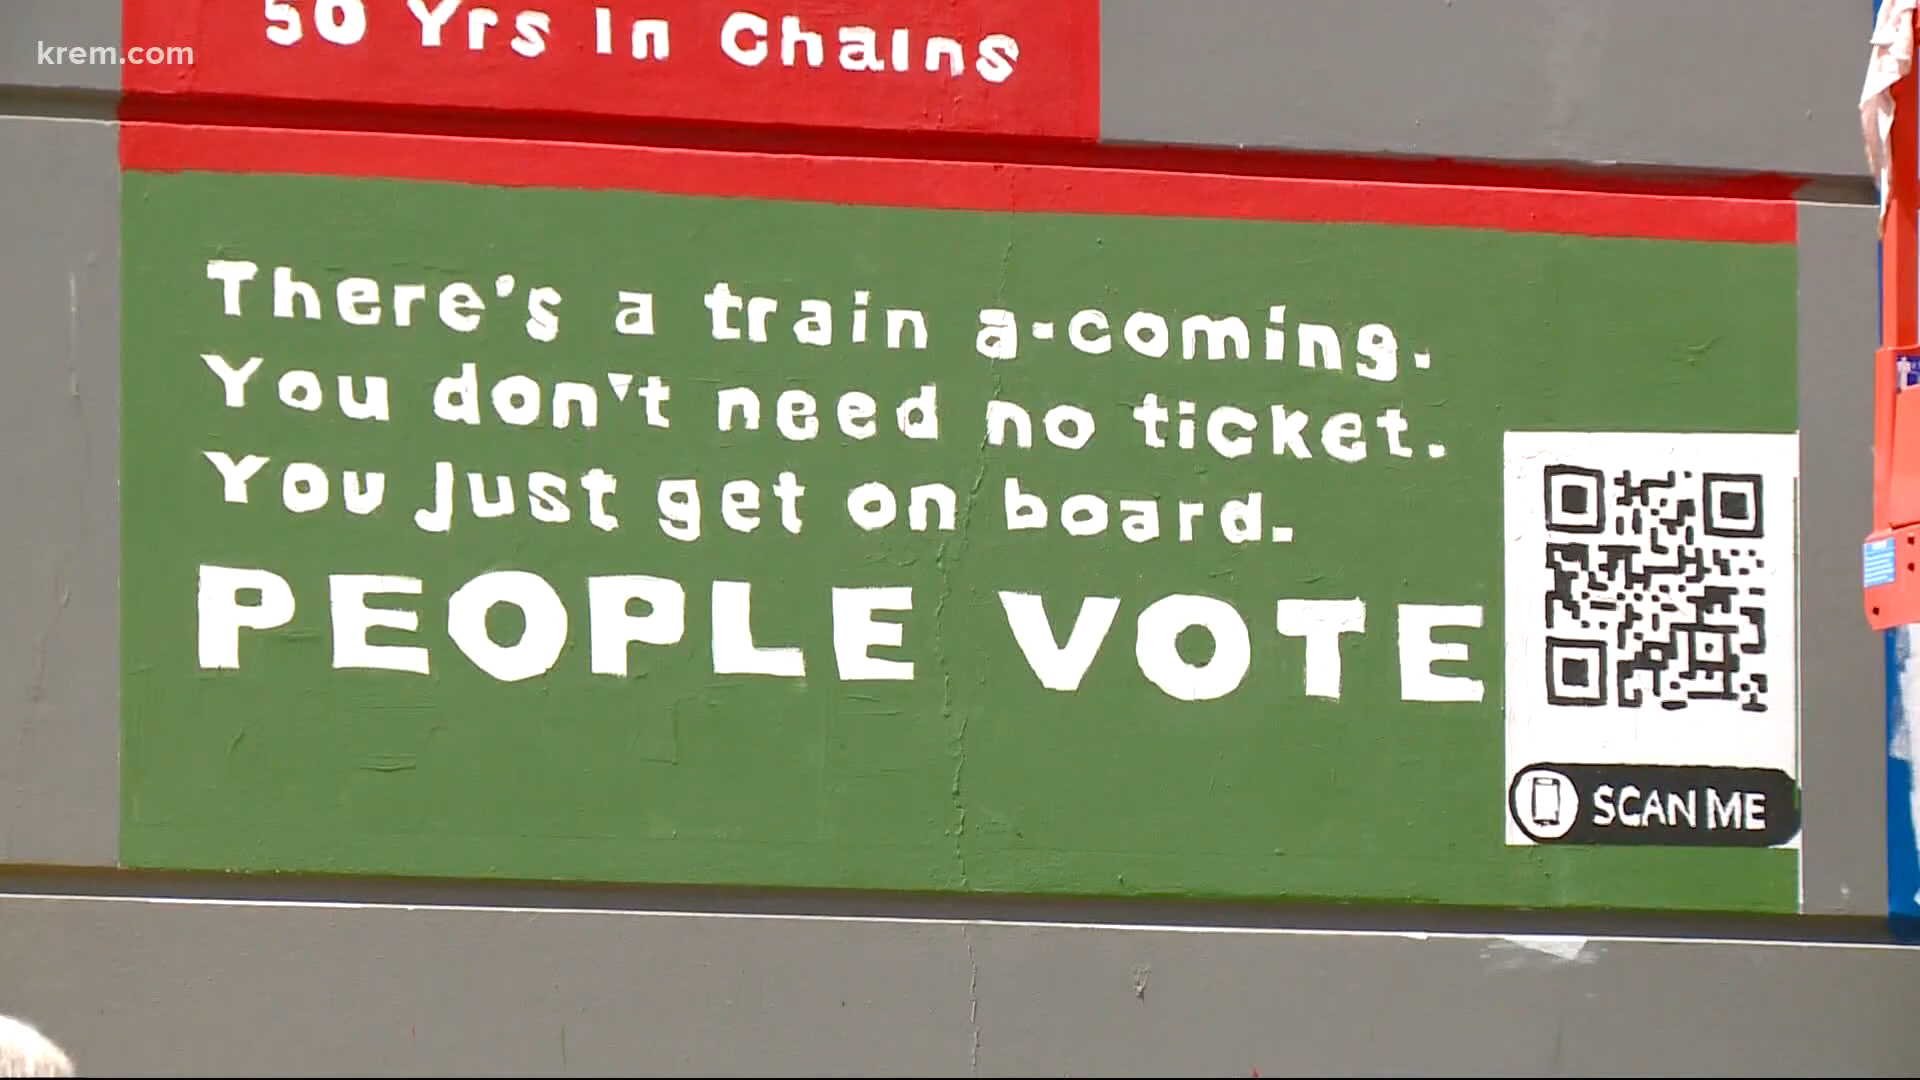 50 Yrs In Chains
krem.com
There's a train a-coming.
You don't need no ticket.
You just get on board.
PEOPLE VOTE
SCAN ME